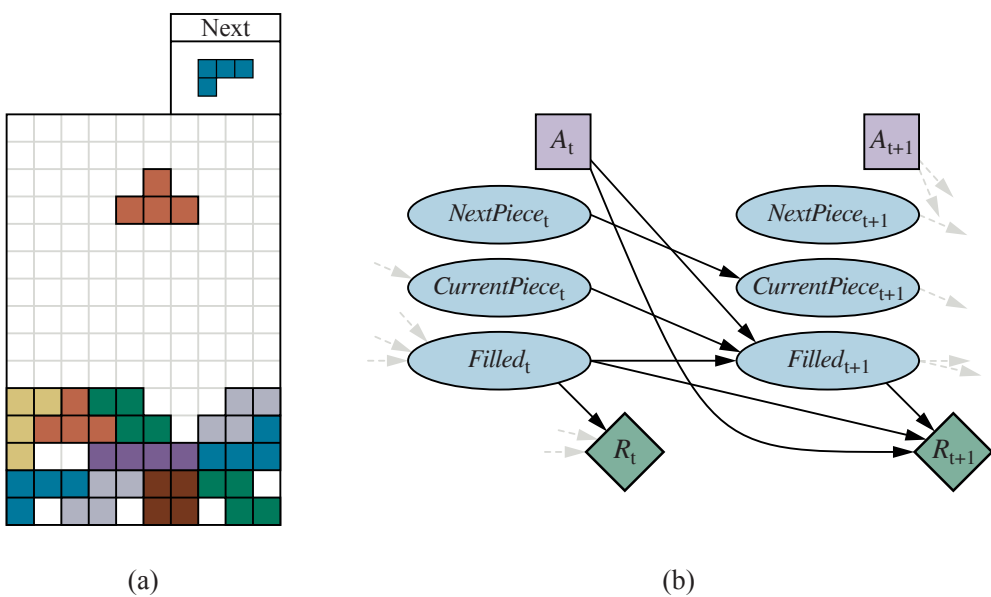 Next
A_t
A_t+1
NextPiece_t
NextPiece_t+1
CurrentPiece_t
CurrentPiece_t+1
Filled_t
Filled_t+1
R_t
R_t+1
(a)
(b)